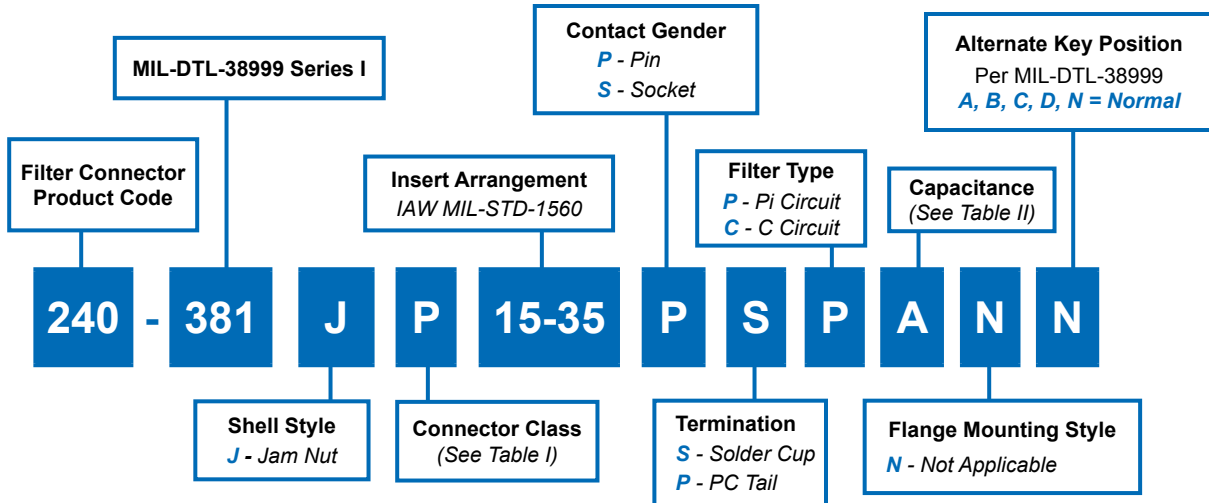 Contact Gender
P - Pin
S - Socket
Alternate Key Position
Per MIL-DTL-38999
A, B, C, D, N = Normal
MIL-DTL-38999 Series I
Filter Connector
Product Code
Insert Arrangement
IAW MIL-STD-1560
Filter Type
P - Pi Circuit
C - C Circuit
Capacitance
(See Table II)
240 - 381 J P 15-35 P S P A N N
Shell Style
J - Jam Nut
Connector Class
(See Table I)
Termination
S - Solder Cup
P - PC Tail
Flange Mounting Style
N - Not Applicable